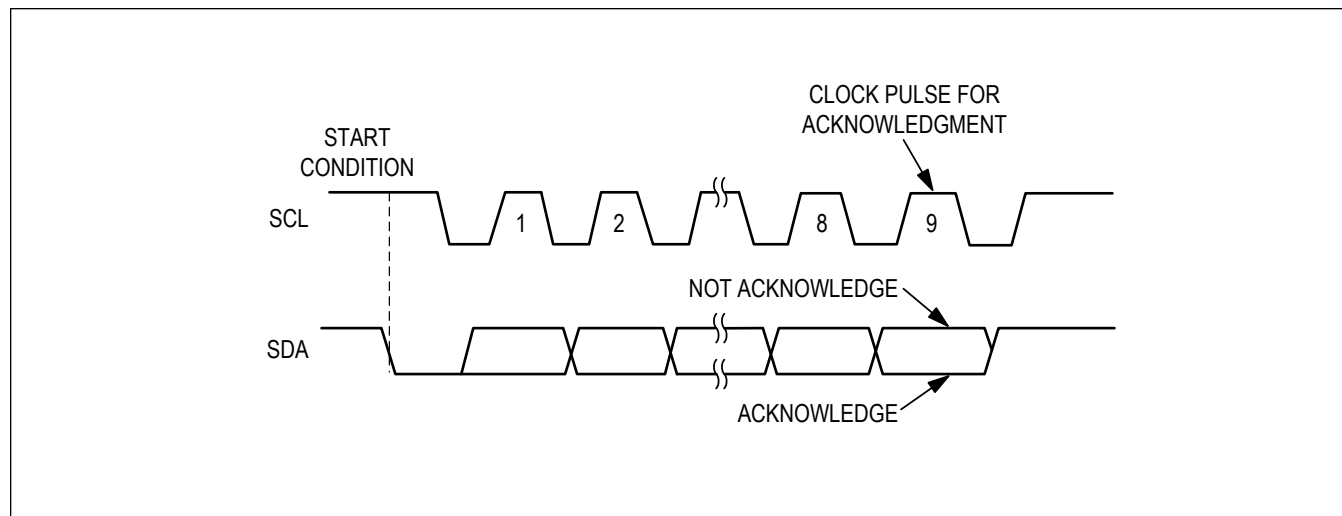 CLOCK PULSE FOR
ACKNOWLEDGMENT
START
CONDITION
SCL
1
2
8
9
NOT ACKNOWLEDGE
SDA
ACKNOWLEDGE